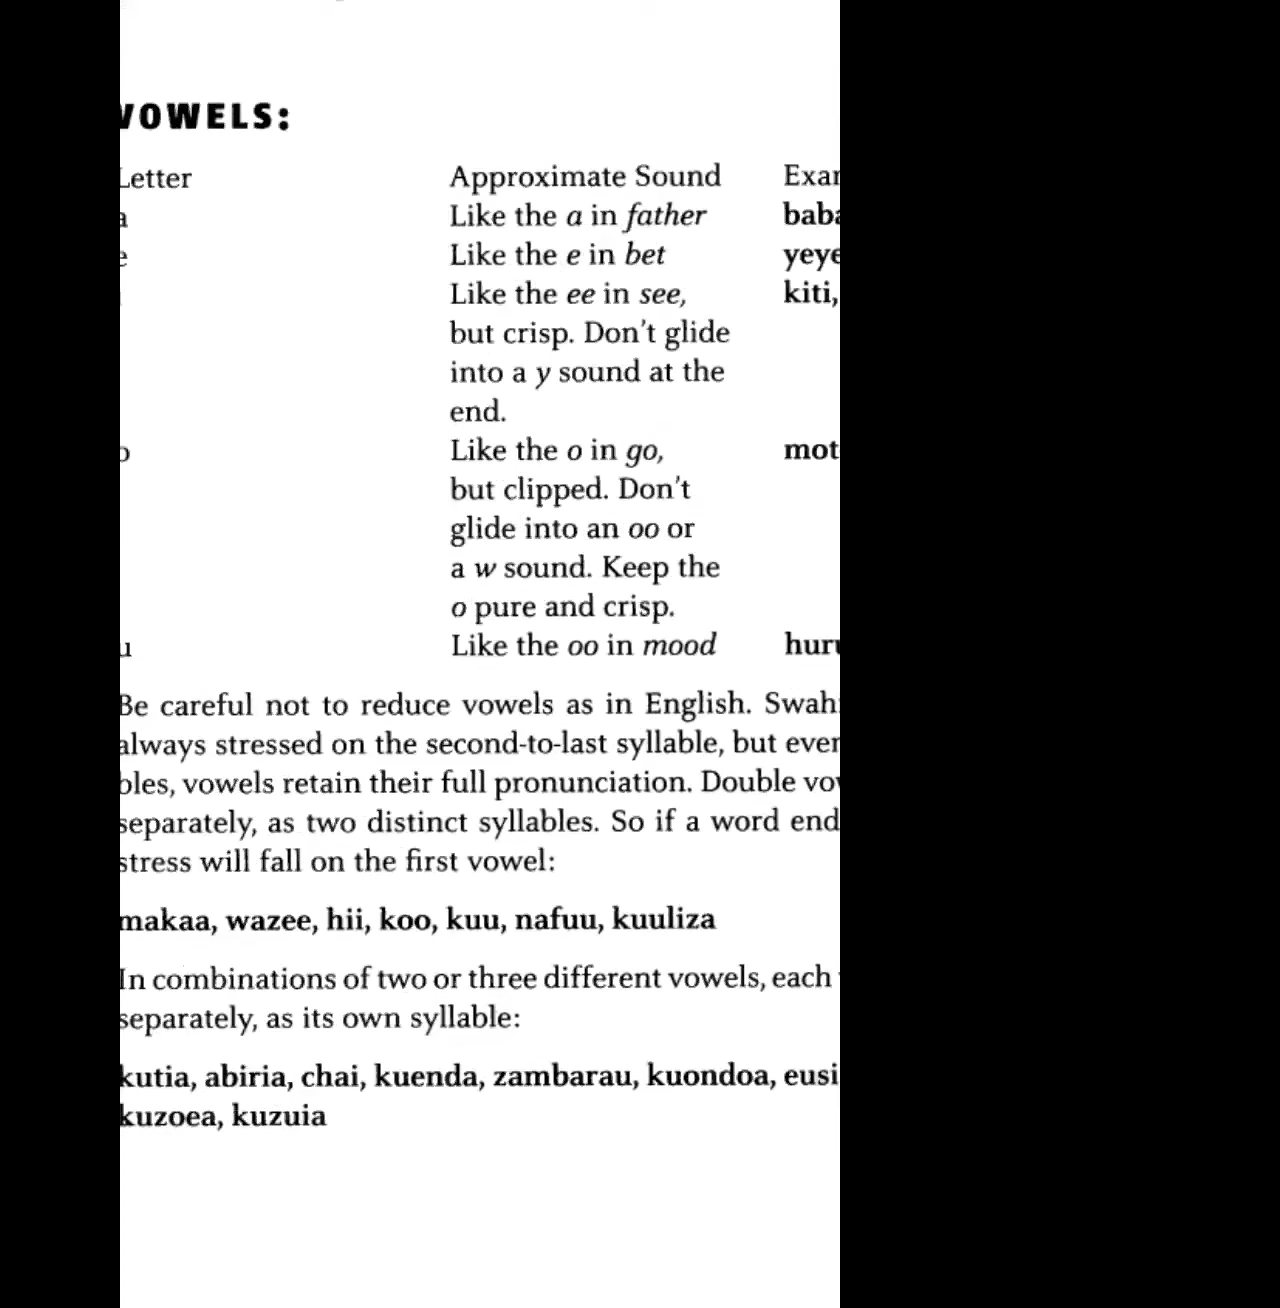 VOWELS:
Letter Approximate Sound
a Like the a in father
e Like the e in bet
Like the ee in see, kiti,
but crisp. Don't glide
into a y sound at the
end.
o Like the o in go,
but clipped. Don't
glide into an oo or
a w sound. Keep the
o pure and crisp.
u Like the oo in mood
Be careful not to reduce vowels as in English.
always stressed on the second-to-last syllable, but
vowels retain their full pronunciation. Double
separately, as two distinct syllables. So if a word
stress will fall on the first vowel:
makaa, wazee, hii, koo, kuu, nafuu, kuuliza
In combinations of two or three different vowels, each
separately, as its own syllable:
kutia, abiria, chai, kuenda, zambarau, kuondoa, eusi
kuzoea, kuzuia